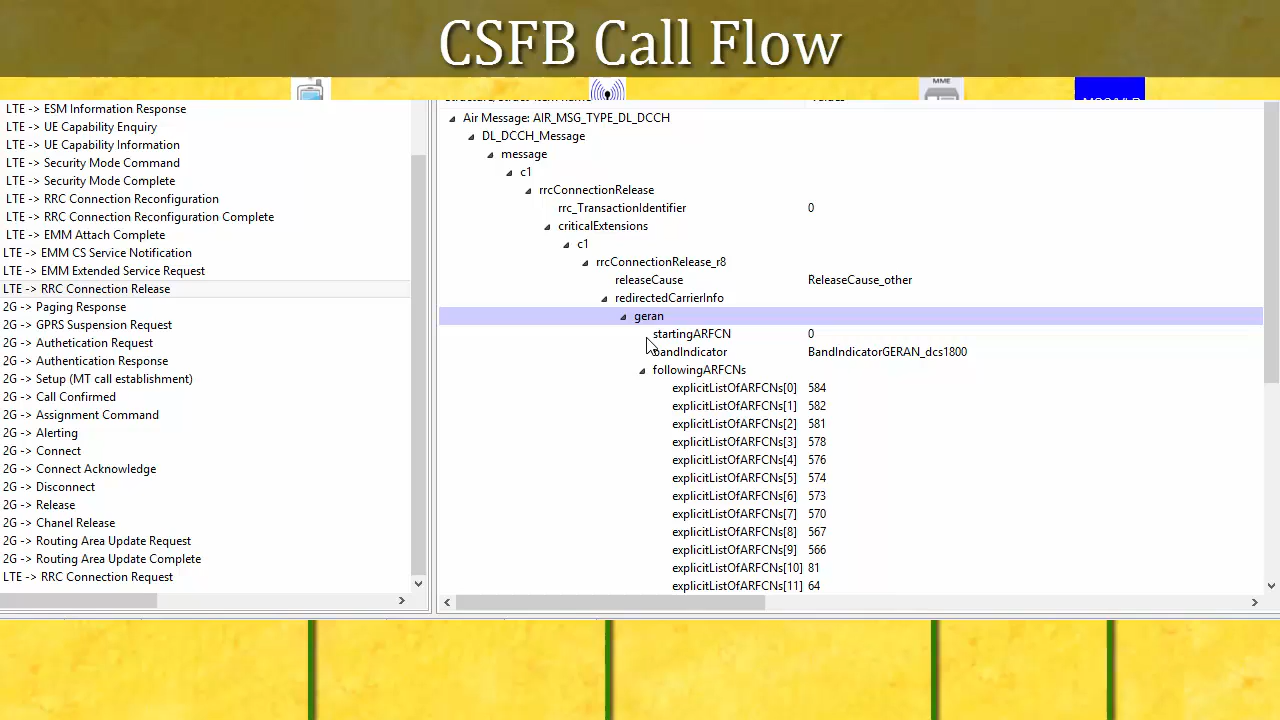 CSFB Call Flow
MME
LTE -> ESM Information Response
LTE -> UE Capability Enquiry
LTE -> UE Capability Information
LTE -> Security Mode Command
LTE -> Security Mode Complete
LTE -> RRC Connection Reconfiguration
LTE -> RRC Connection Reconfiguration Complete
LTE -> EMM Attach Complete
LTE -> EMM CS Service Notification
LTE -> EMM Extended Service Request
LTE -> RRC Connection Release
2G -> Paging Response
2G -> GPRS Suspension Request
2G -> Authetication Request
2G -> Authentication Response
2G -> Setup (MT call establishment)
2G -> Call Confirmed
2G -> Assignment Command
2G -> Alerting
2G -> Connect
2G -> Connect Acknowledge
2G -> Disconnect
2G -> Release
2G -> Chanel Release
2G -> Routing Area Update Request
2G -> Routing Area Update Complete
LTE -> RRC Connection Request
Air Message: AIR_MSG_TYPE_DL_DCCH
DL_DCCH_Message
message
c1
rrcConnectionRelease
rrc_TransactionIdentifier 0
criticalExtensions
c1
rrcConnectionRelease_r8
releaseCause ReleaseCause_other
redirectedCarrierInfo
geran
startingARFCN 0
bandIndicator BandIndicatorGERAN_dcs1800
followingARFCNs
explicitListOfARFCNs[0] 584
explicitListOfARFCNs[1] 582
explicitListOfARFCNs[2] 581
explicitListOfARFCNs[3] 578
explicitListOfARFCNs[4] 576
explicitListOfARFCNs[5] 574
explicitListOfARFCNs[6] 573
explicitListOfARFCNs[7] 570
explicitListOfARFCNs[8] 567
explicitListOfARFCNs[9] 566
explicitListOfARFCNs[10] 81
explicitListOfARFCNs[11] 64